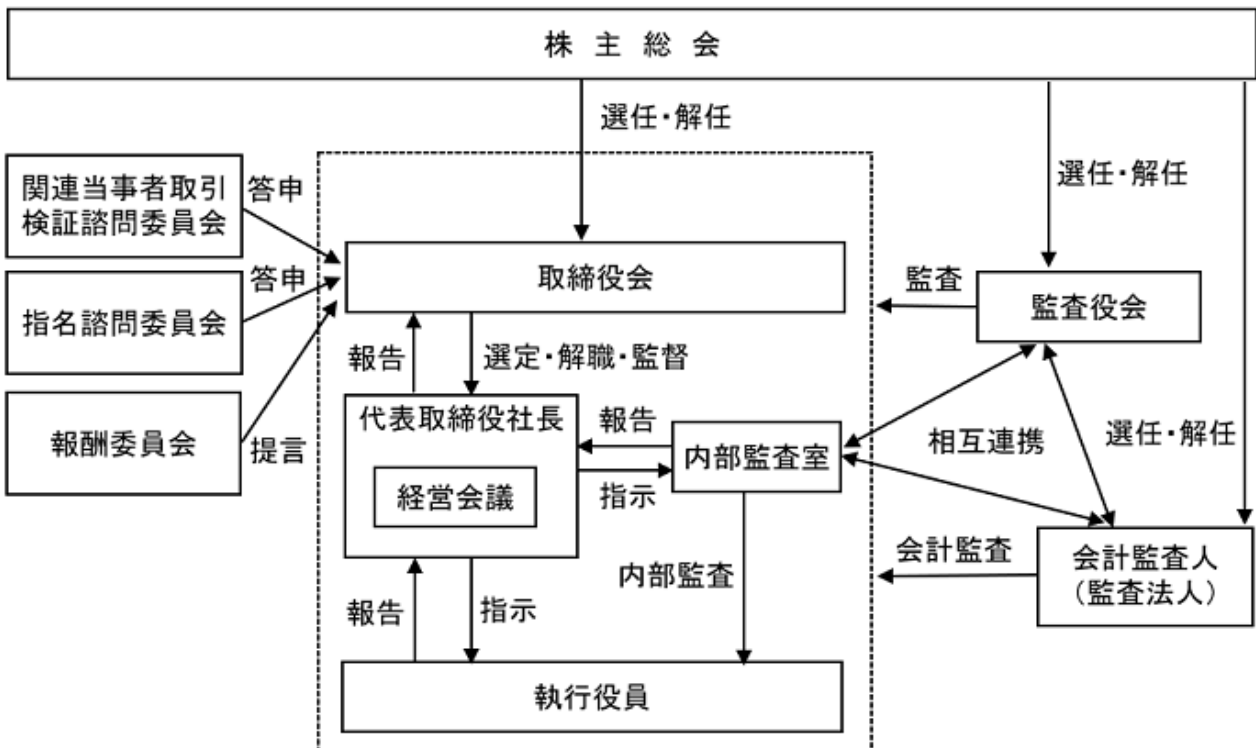 株主総会
選任・解任
選任・解任
関連当事者取引
検証諮問委員会
答申
取締役会
監査
監査役会
指名諮問委員会
答申
報告
選定・解職・監督
報酬委員会
提言
代表取締役社長
経営会議
報告
指示
内部監査室
相互連携
選任・解任
内部監査
会計監査
会計監査人
（監査法人）
報告
指示
執行役員